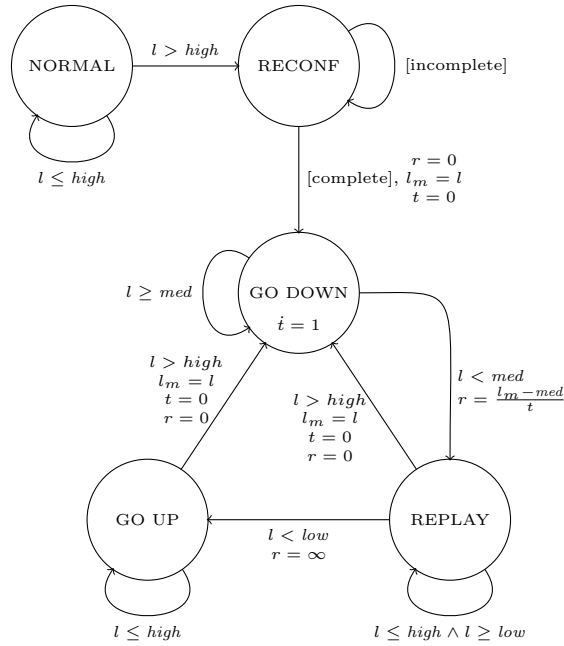 l > high
NORMAL
RECONF
[incomplete]
l ≤ high
[complete],
r = 0
l_m = l
t = 0
l ≥ med
GO DOWN
ṫ = 1
l > high
l_m = l
t = 0
r = 0
l > high
l_m = l
t = 0
r = 0
l < med
r = \frac{l_m−med}{t}
GO UP
REPLAY
l < low
r = ∞
l ≤ high
l ≤ high ∧ l ≥ low